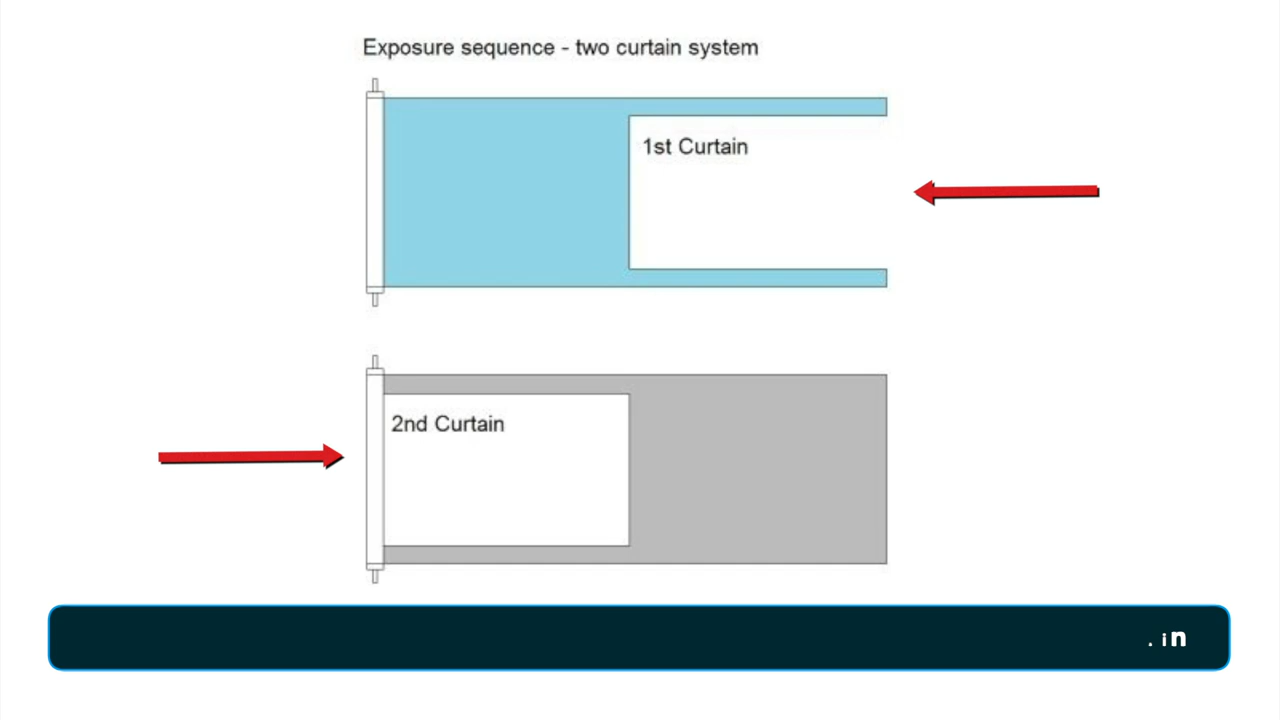 Exposure sequence - two curtain system
1st Curtain
2nd Curtain
.in